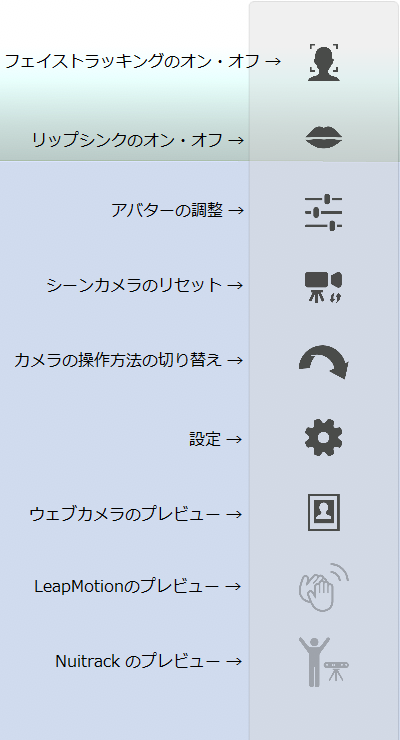 フェイストラッキングのオン・オフ →
リップシンクのオン・オフ →
アバターの調整 →
シーンカメラのリセット →
カメラの操作方法の切り替え →
設定 →
ウェブカメラのプレビュー →
LeapMotionのプレビュー →
Nuitrack のプレビュー →